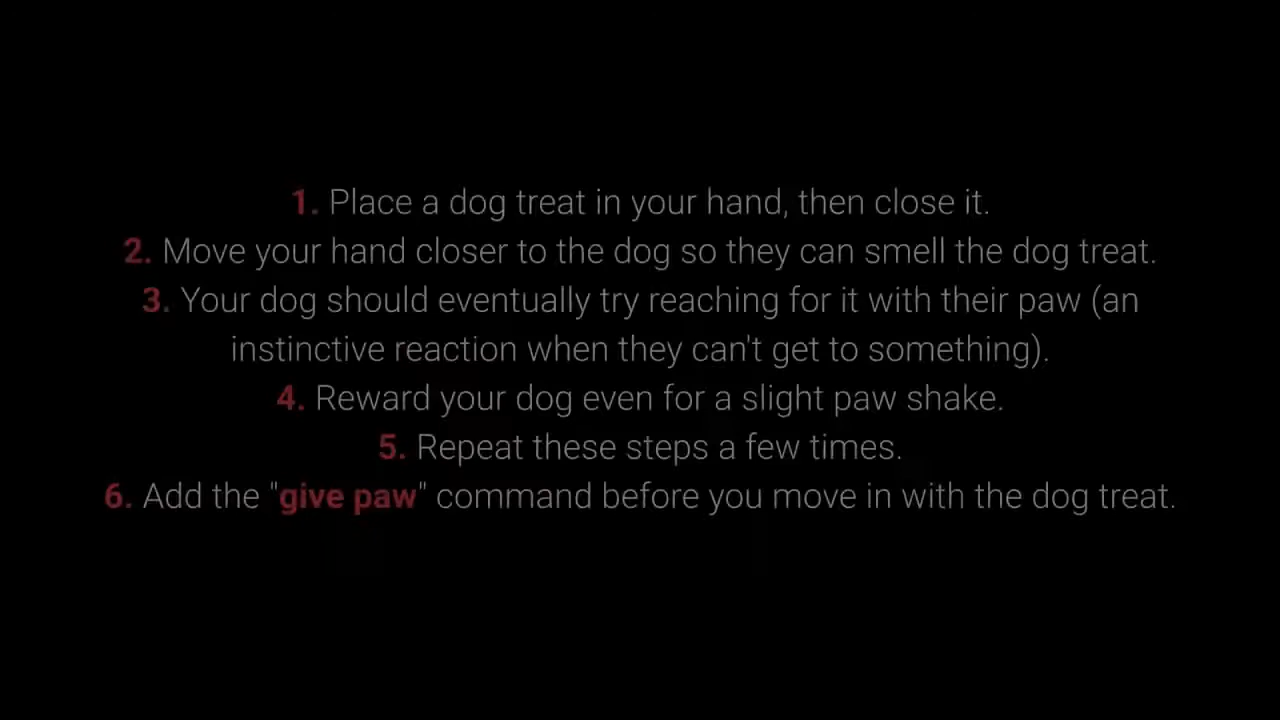 1. Place a dog treat in your hand, then close it.
2. Move your hand closer to the dog so they can smell the dog treat.
3. Your dog should eventually try reaching for it with their paw (an
instinctive reaction when they can't get to something).
4. Reward your dog even for a slight paw shake.
5. Repeat these steps a few times.
6. Add the "give paw" command before you move in with the dog treat.